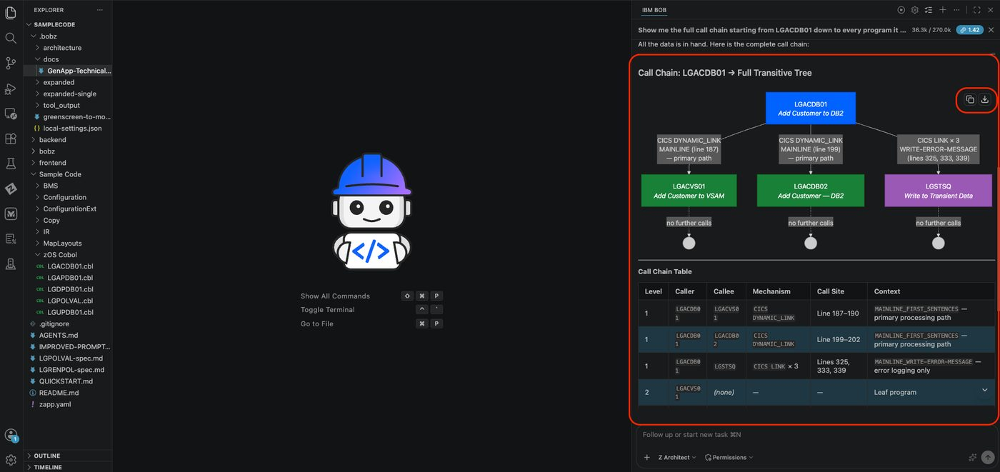 EXPLORER
SAMPLECODE
.bobz
architecture
docs
GenApp-Technical...
expanded
expanded-single
tool_output
greenscreen-to-mo...
{} local-settings.json
backend
bobz
frontend
Sample Code
BMS
Configuration
ConfigurationExt
Copy
IR
MapLayouts
zOS Cobol
CBL LGACDB01.cbl
CBL LGAPDB01.cbl
CBL LGDPDB01.cbl
CBL LGPOLVAL.cbl
CBL LGUPDB01.cbl
.gitignore
AGENTS.md
IMPROVED-PROMPT...
LGPOLVAL-spec.md
LGRENPOL-spec.md
QUICKSTART.md
README.md
! zapp.yaml
OUTLINE
TIMELINE
1
</>
Show All Commands ⇧ ⌘ P
Toggle Terminal ^ `
Go to File ⌘ P
IBM BOB
Show me the full call chain starting from LGACDB01 down to every program it ... 36.3k / 270.0k 1.42
All the data is in hand. Here is the complete call chain:
Call Chain: LGACDB01 → Full Transitive Tree
LGACDB01
Add Customer to DB2
CICS DYNAMIC_LINK
MAINLINE (line 187)
— primary path
CICS DYNAMIC_LINK
MAINLINE (line 199)
— primary path
CICS LINK × 3
WRITE-ERROR-MESSAGE
(lines 325, 333, 339)
LGACVS01
Add Customer to VSAM
LGACDB02
Add Customer — DB2
LGSTSQ
Write to Transient Data
no further calls
no further calls
no further calls
Call Chain Table
Level Caller Callee Mechanism Call Site Context
1 LGACDB01 LGACVS01 CICS DYNAMIC_LINK Line 187–190 MAINLINE_FIRST_SENTENCES — primary processing path
1 LGACDB01 LGACDB02 CICS DYNAMIC_LINK Line 199–202 MAINLINE_FIRST_SENTENCES — primary processing path
1 LGACDB01 LGSTSQ CICS LINK × 3 Lines 325, 333, 339 MAINLINE_WRITE-ERROR-MESSAGE — error logging only
2 LGACVS01 (none) — — Leaf program
Follow up or start new task ⌘N
Z Architect
Permissions